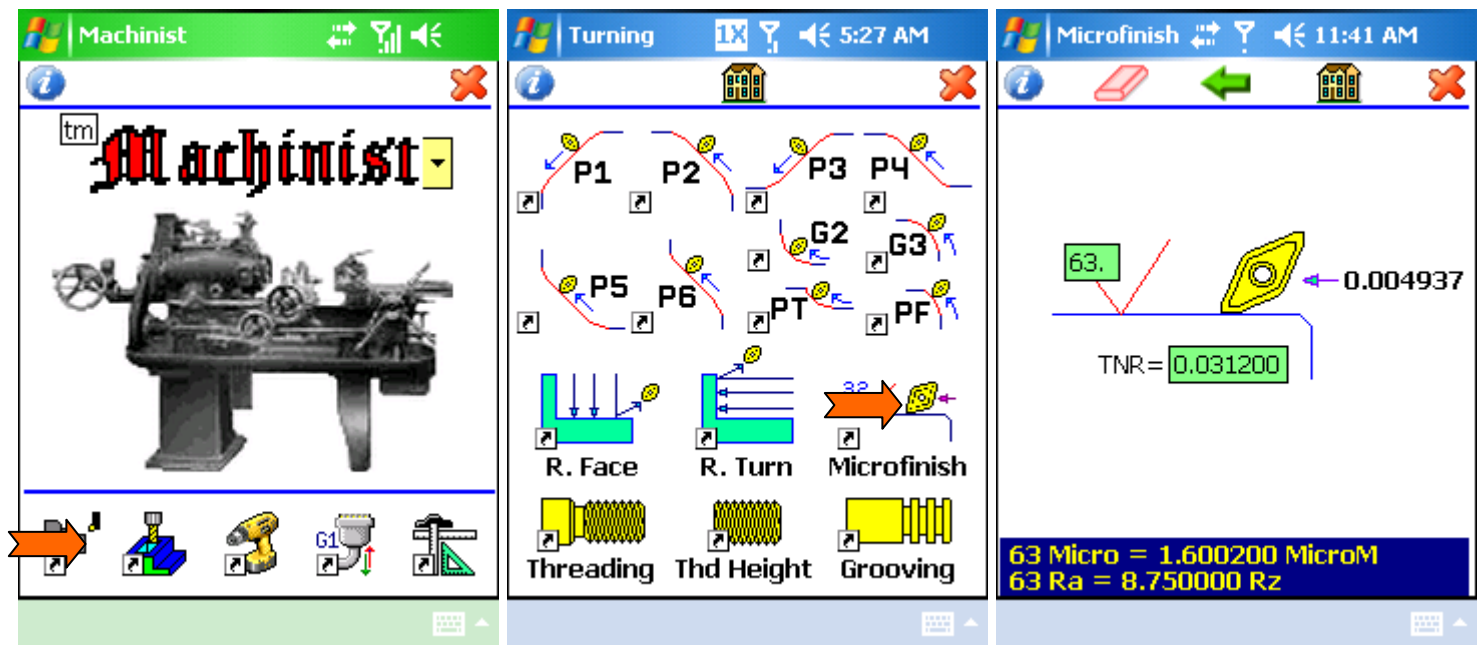 Machinist
tm
Machinist
G1
Turning 1X 5:27 AM
P1 P2 P3 P4
G2 G3
P5 P6 PT PF
R. Face R. Turn Microfinish
Threading Thd Height Grooving
Microfinish 11:41 AM
63.
0.004937
TNR= 0.031200
63 Micro = 1.600200 MicroM
63 Ra = 8.750000 Rz